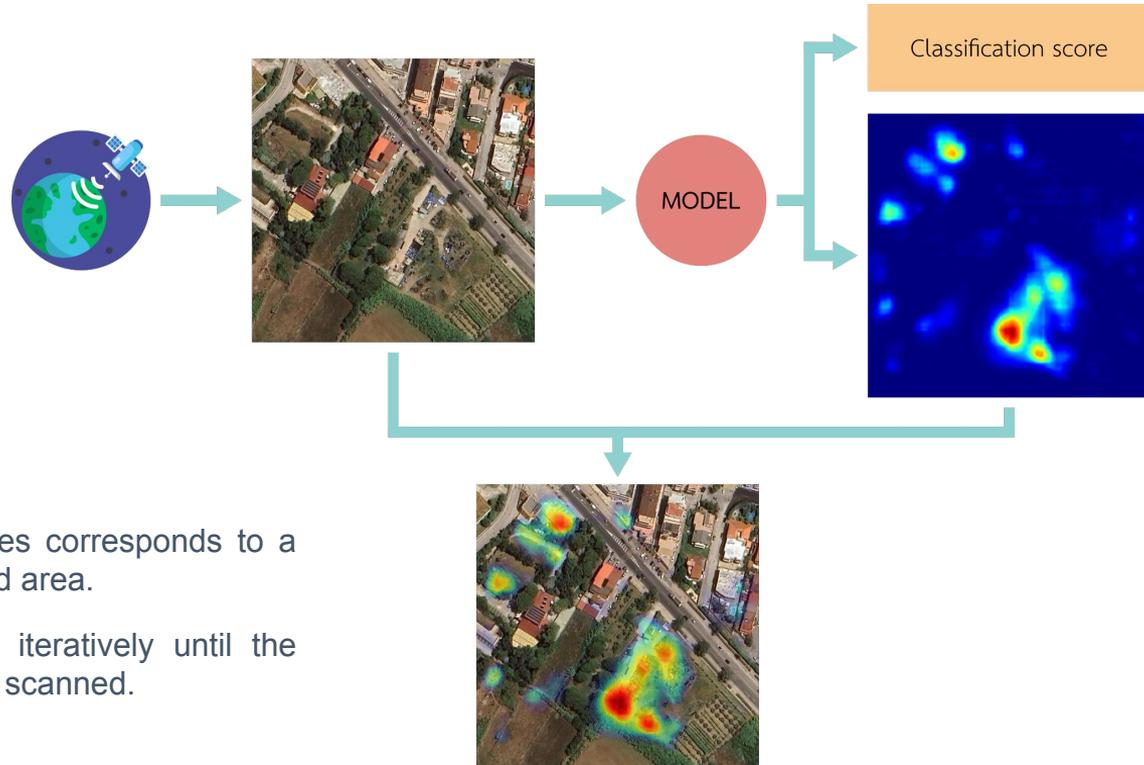 Classification score
MODEL
es corresponds to a
d area.
iteratively until the
scanned.